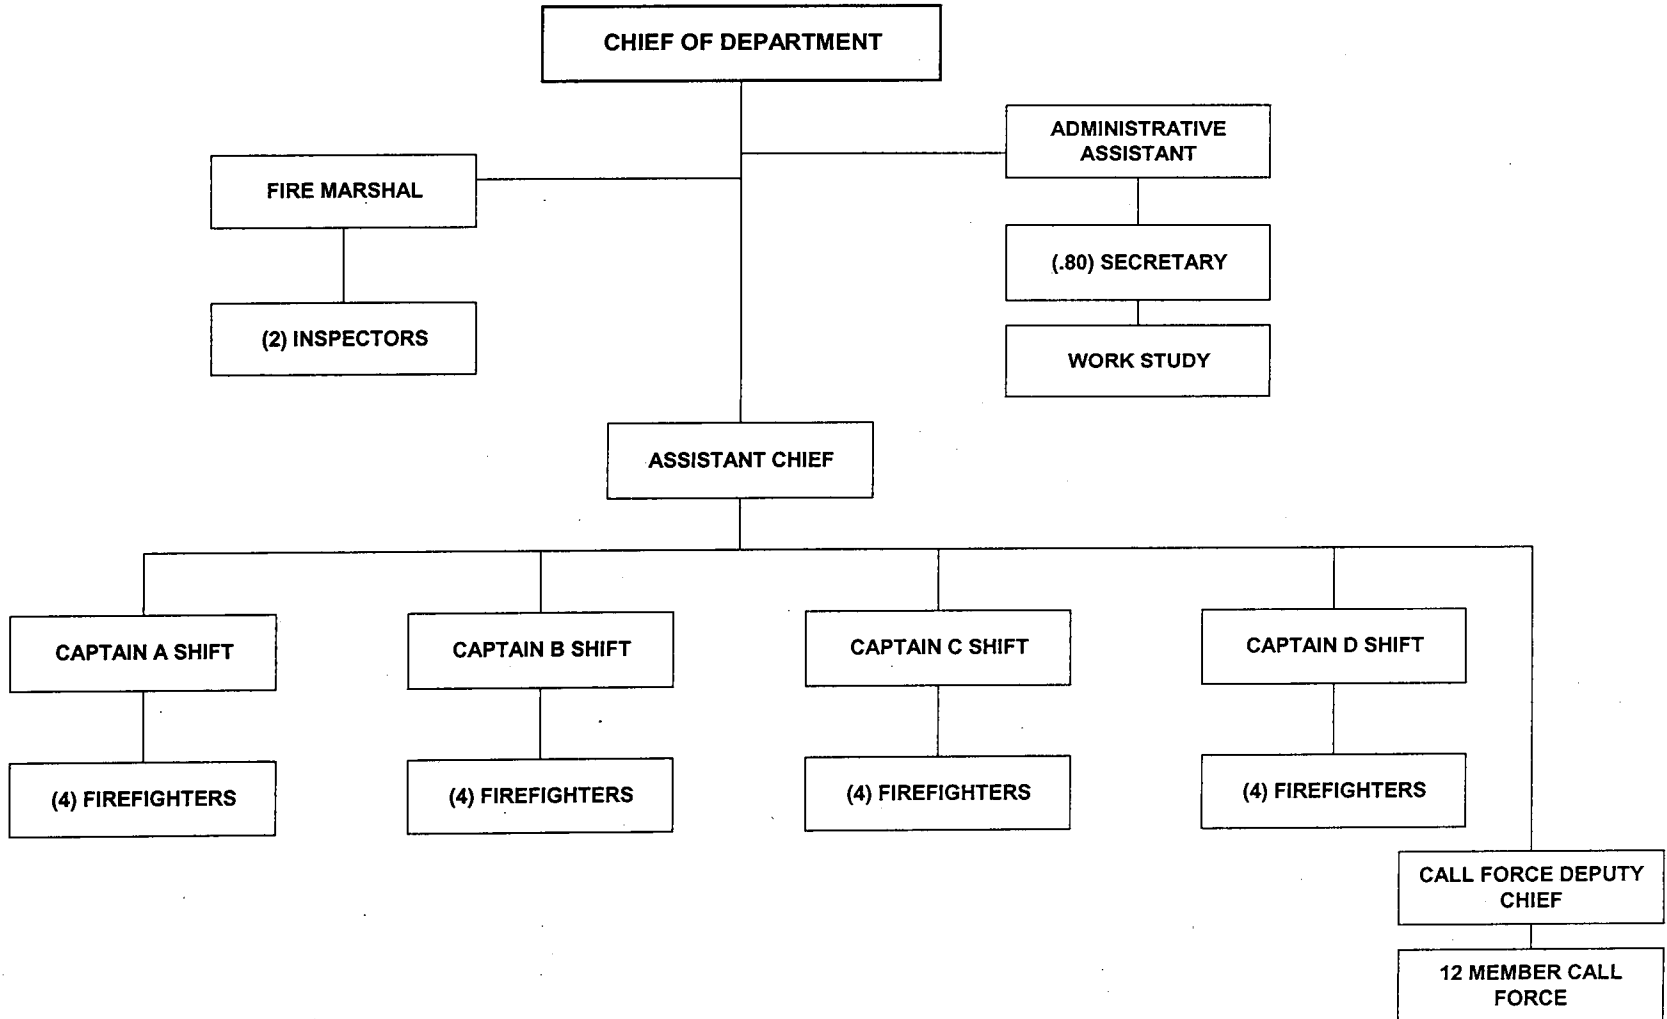 CHIEF OF DEPARTMENT
ADMINISTRATIVE
ASSISTANT
FIRE MARSHAL
(.80) SECRETARY
(2) INSPECTORS
WORK STUDY
ASSISTANT CHIEF
CAPTAIN A SHIFT
CAPTAIN B SHIFT
CAPTAIN C SHIFT
CAPTAIN D SHIFT
(4) FIREFIGHTERS
(4) FIREFIGHTERS
(4) FIREFIGHTERS
(4) FIREFIGHTERS
CALL FORCE DEPUTY
CHIEF
12 MEMBER CALL
FORCE